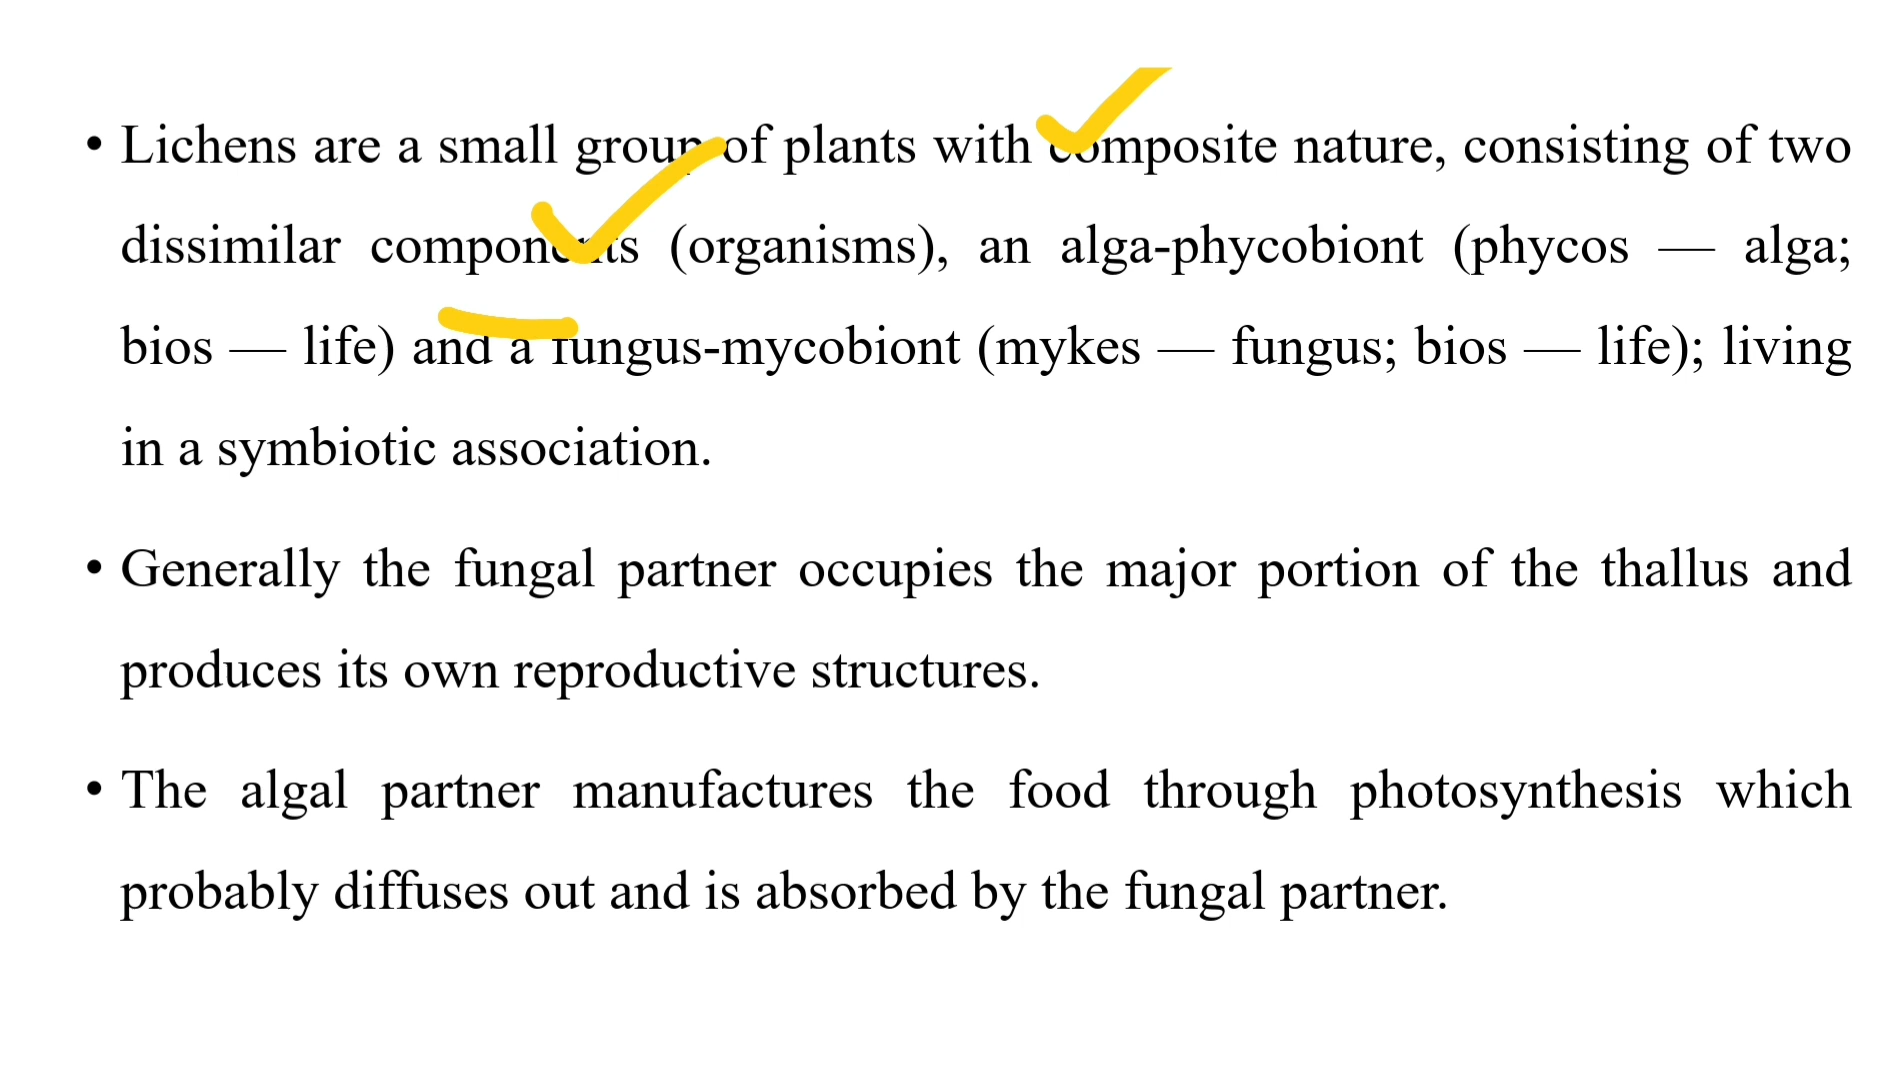 • Lichens are a small group of plants with composite nature, consisting of two
dissimilar components (organisms), an alga-phycobiont (phycos — alga;
bios — life) and a fungus-mycobiont (mykes — fungus; bios — life); living
in a symbiotic association.
• Generally the fungal partner occupies the major portion of the thallus and
produces its own reproductive structures.
• The algal partner manufactures the food through photosynthesis which
probably diffuses out and is absorbed by the fungal partner.